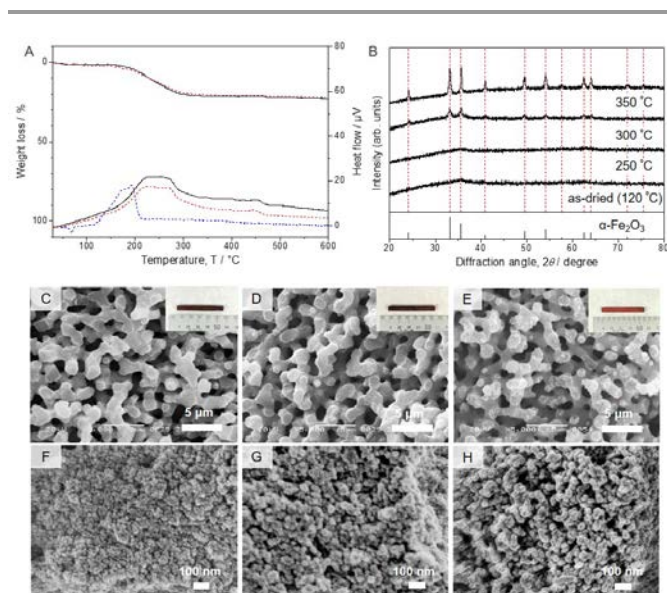 A
B
0
50
100
80
60
40
20
0
100
200
300
400
500
600
Weight loss / %
Heat flow / µV
Temperature, T / °C
Intensity (arb. units)
350 °C
300 °C
250 °C
as-dried (120 °C)
α-Fe₂O₃
20
30
40
50
60
70
80
Diffraction angle, 2θ / degree
C
D
E
5 µm
5 µm
5 µm
F
G
H
100 nm
100 nm
100 nm